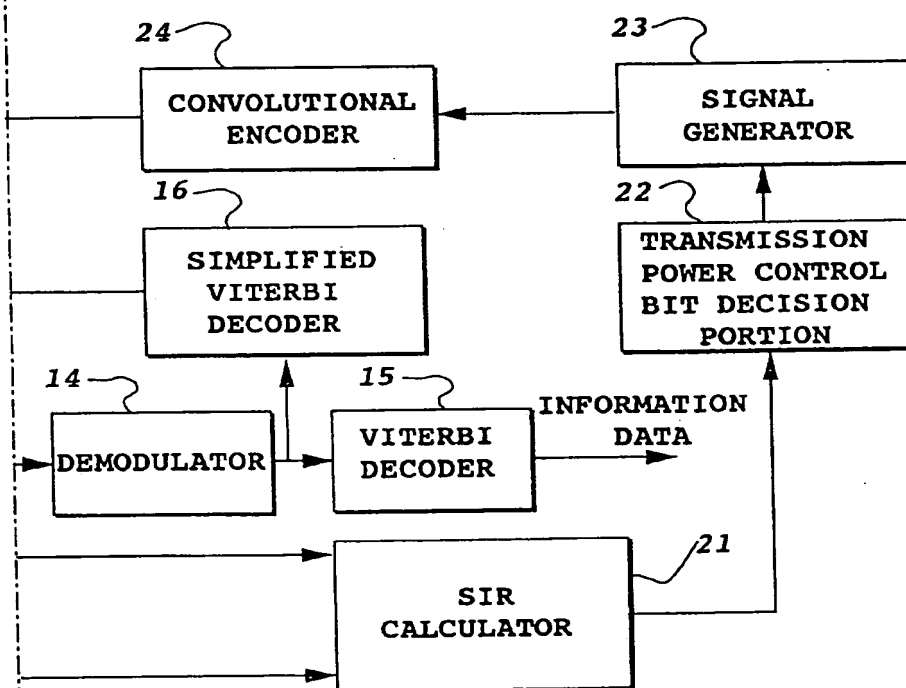 24
CONVOLUTIONAL
ENCODER
23
SIGNAL
GENERATOR
16
SIMPLIFIED
VITERBI
DECODER
22
TRANSMISSION
POWER CONTROL
BIT DECISION
PORTION
14
DEMODULATOR
15
VITERBI
DECODER
INFORMATION
DATA
21
SIR
CALCULATOR